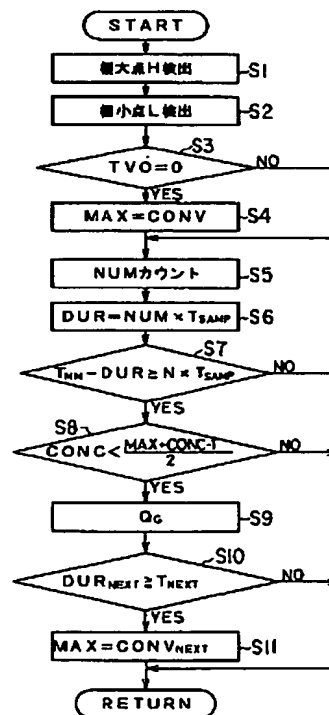 START
極大点H検出
S1
極小点L検出
S2
S3
TVO=0
NO
YES
MAX=CONV
S4
NUMカウント
S5
DUR=NUM×TSAMP
S6
S7
TMM-DUR≧N×TSAMP
NO
YES
S8
CONC<(MAX+CONC-1)/2
NO
YES
QG
S9
S10
DURNEXT≧TNEXT
NO
YES
MAX=CONVNEXT
S11
RETURN